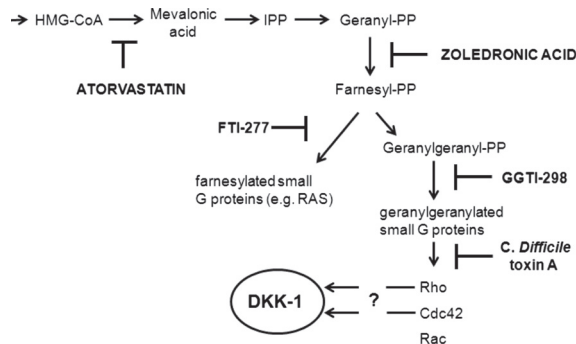 HMG-CoA
Mevalonic
acid
IPP
Geranyl-PP
ATORVASTATIN
ZOLEDRONIC ACID
Farnesyl-PP
FTI-277
Geranylgeranyl-PP
farnesylated small
G proteins (e.g. RAS)
GGTI-298
geranylgeranylated
small G proteins
C. Difficile
toxin A
DKK-1
?
Rho
Cdc42
Rac